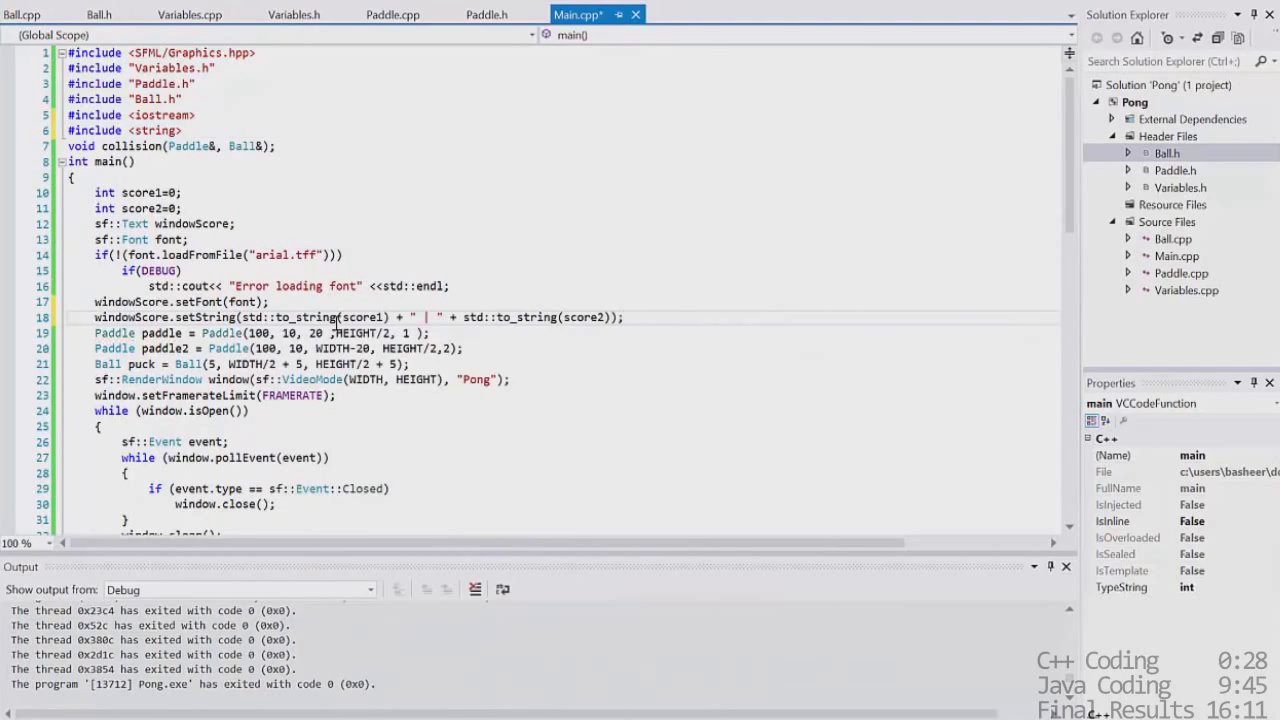 Ball.cpp Ball.h Variables.cpp Variables.h Paddle.cpp Paddle.h Main.cpp*
(Global Scope) main()
1 #include <SFML/Graphics.hpp>
2 #include "Variables.h"
3 #include "Paddle.h"
4 #include "Ball.h"
5 #include <iostream>
6 #include <string>
7 void collision(Paddle&, Ball&);
8 int main()
9 {
10 int score1=0;
11 int score2=0;
12 sf::Text windowScore;
13 sf::Font font;
14 if(!(font.loadFromFile("arial.tff")))
15 if(DEBUG)
16 std::cout<< "Error loading font" <<std::endl;
17 windowScore.setFont(font);
18 windowScore.setString(std::to_string(score1) + " | " + std::to_string(score2));
19 Paddle paddle = Paddle(100, 10, 20 ,HEIGHT/2, 1 );
20 Paddle paddle2 = Paddle(100, 10, WIDTH-20, HEIGHT/2,2);
21 Ball puck = Ball(5, WIDTH/2 + 5, HEIGHT/2 + 5);
22 sf::RenderWindow window(sf::VideoMode(WIDTH, HEIGHT), "Pong");
23 window.setFramerateLimit(FRAMERATE);
24 while (window.isOpen())
25 {
26 sf::Event event;
27 while (window.pollEvent(event))
28 {
29 if (event.type == sf::Event::Closed)
30 window.close();
31 }
window.clear();
100 %
Output
Show output from: Debug
The thread 0x23c4 has exited with code 0 (0x0).
The thread 0x52c has exited with code 0 (0x0).
The thread 0x380c has exited with code 0 (0x0).
The thread 0x2d1c has exited with code 0 (0x0).
The thread 0x3854 has exited with code 0 (0x0).
The program '[13712] Pong.exe' has exited with code 0 (0x0).
Solution Explorer
Search Solution Explorer (Ctrl+;)
Solution 'Pong' (1 project)
Pong
External Dependencies
Header Files
Ball.h
Paddle.h
Variables.h
Resource Files
Source Files
Ball.cpp
Main.cpp
Paddle.cpp
Variables.cpp
Properties
main VCCodeFunction
C++
(Name) main
File c:\users\basheer\do
FullName main
IsInjected False
IsInline False
IsOverloaded False
IsSealed False
IsTemplate False
TypeString int
C++ Coding 0:28
Java Coding 9:45
Final Results 16:11
C++